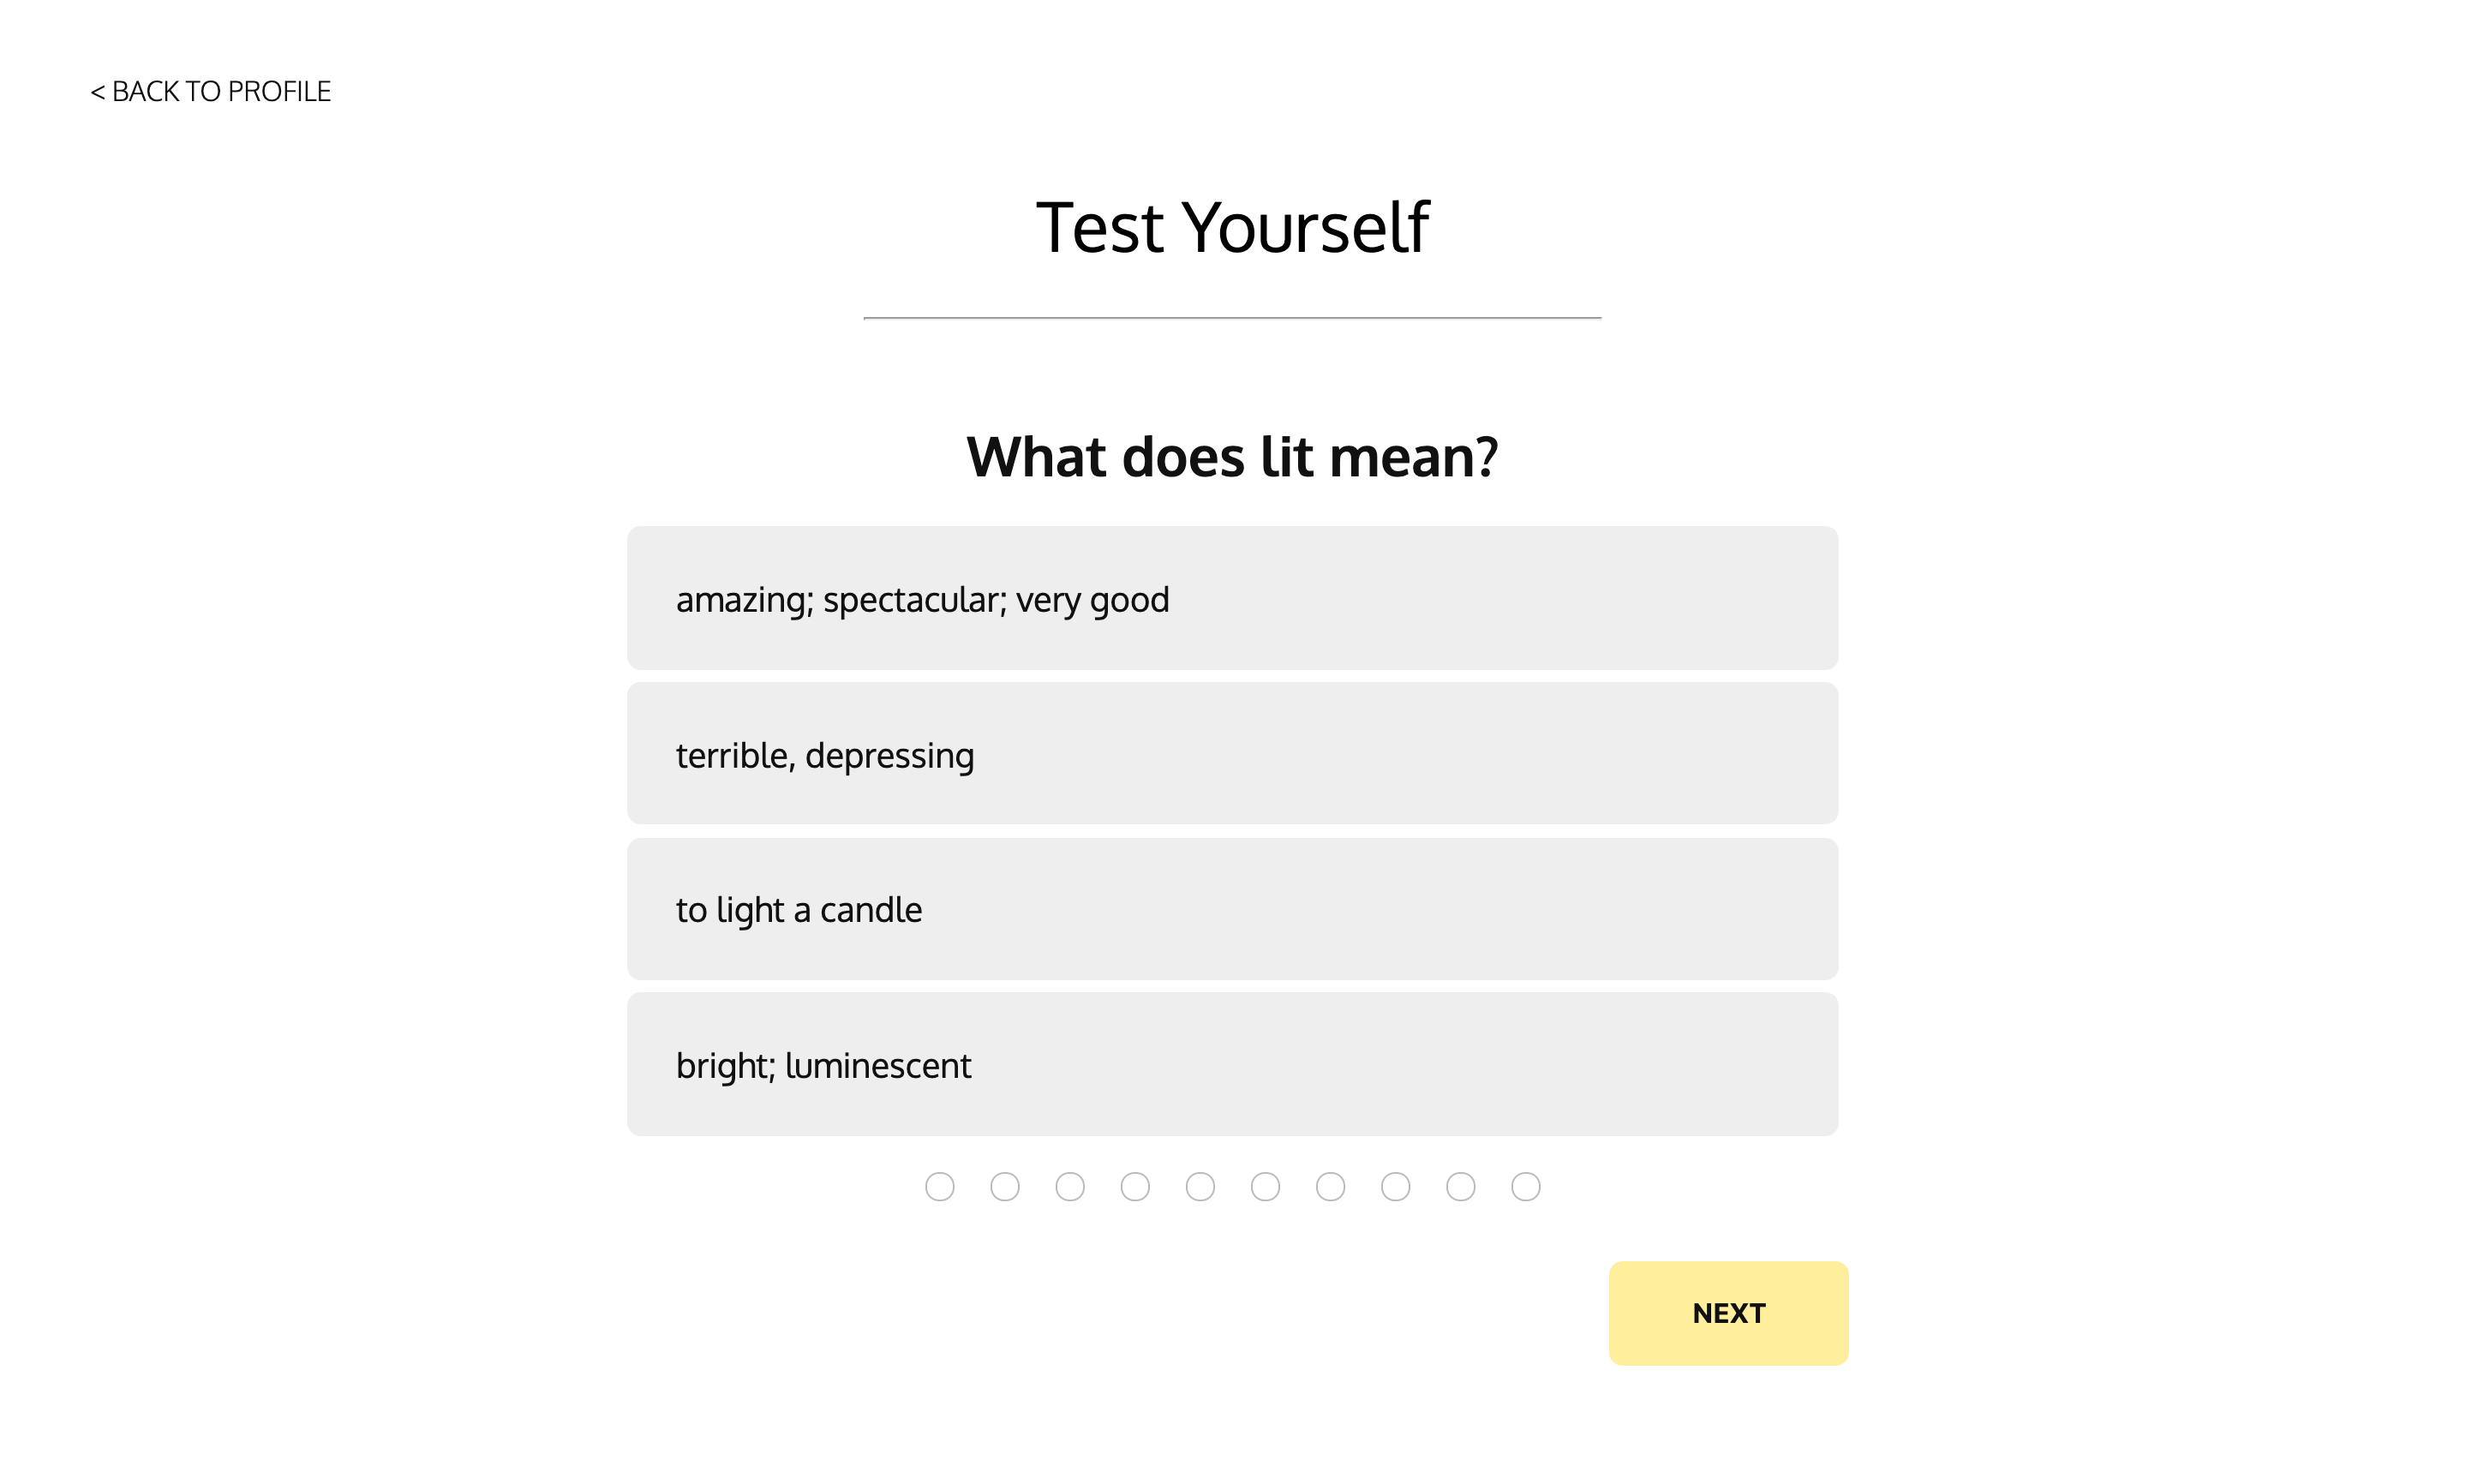 < BACK TO PROFILE
Test Yourself
What does lit mean?
amazing; spectacular; very good
terrible, depressing
to light a candle
bright; luminescent
NEXT